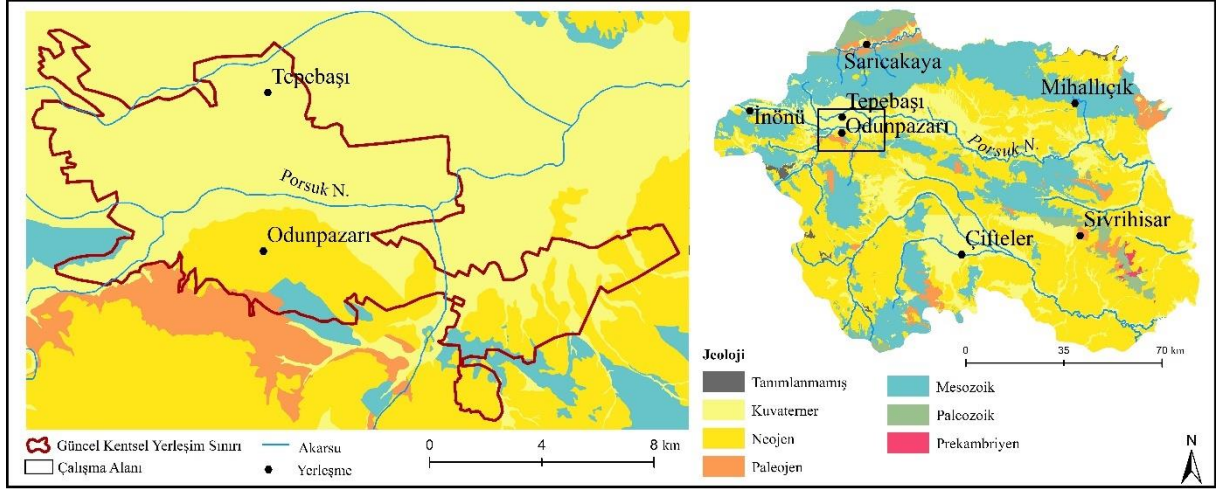 Tepebaşı
Porsuk N.
Odunpazarı
Güncel Kentsel Yerleşim Sınırı
Çalışma Alanı
Akarsu
Yerleşme
0 4 8 km
Sarıcakaya
Mihallıçık
İnönü
Tepebaşı
Odunpazarı
Porsuk N.
Sivrihisar
Çifteler
0 35 70 km
Jeoloji
Tanımlanmamış
Kuvaterner
Neojen
Paleojen
Mesozoik
Paleozoik
Prekambriyen
N